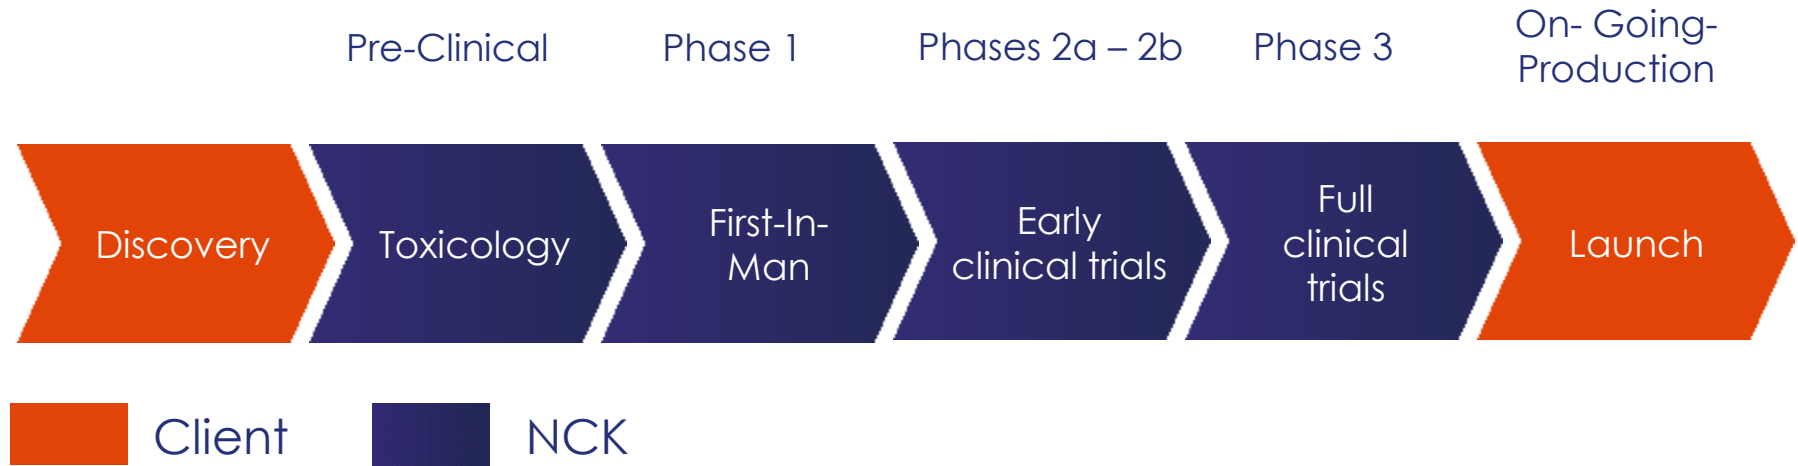 Pre-Clinical
Phase 1
Phases 2a – 2b
Phase 3
On- Going-
Production
Discovery
Toxicology
First-In-
Man
Early
clinical trials
Full
clinical
trials
Launch
Client
NCK